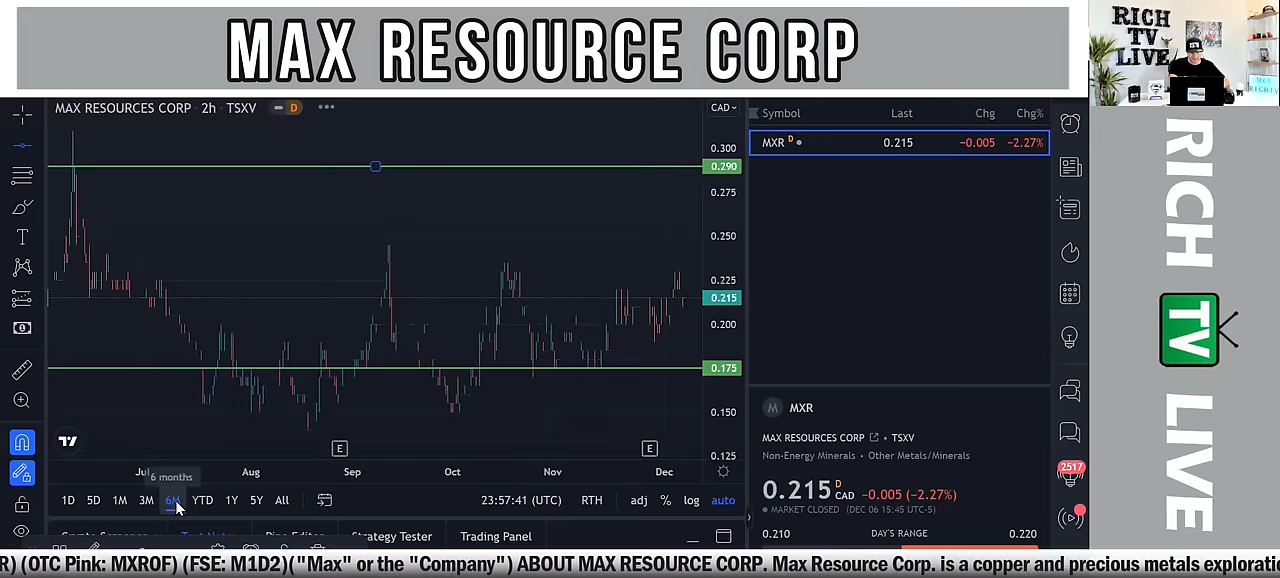 MAX RESOURCE CORP
RICH
TV
LIVE
MAX RESOURCES CORP · 2h · TSXV
D
CAD
0.300
0.290
0.275
0.250
0.225
0.215
0.200
0.175
0.150
0.125
E
E
Jul
Aug
Sep
Oct
Nov
Dec
6 months
1D 5D 1M 3M 6M YTD 1Y 5Y All
23:57:41 (UTC) RTH adj % log auto
Strategy Tester Trading Panel
Symbol Last Chg Chg%
MXR D 0.215 −0.005 −2.27%
M MXR
MAX RESOURCES CORP • TSXV
Non-Energy Minerals • Other Metals/Minerals
0.215 D CAD −0.005 (−2.27%)
MARKET CLOSED (DEC 06 15:45 UTC-5)
0.210 DAY'S RANGE 0.220
2517
RICH
TV
LIVE
R) (OTC Pink: MXROF) (FSE: M1D2)("Max" or the "Company") ABOUT MAX RESOURCE CORP. Max Resource Corp. is a copper and precious metals explorati